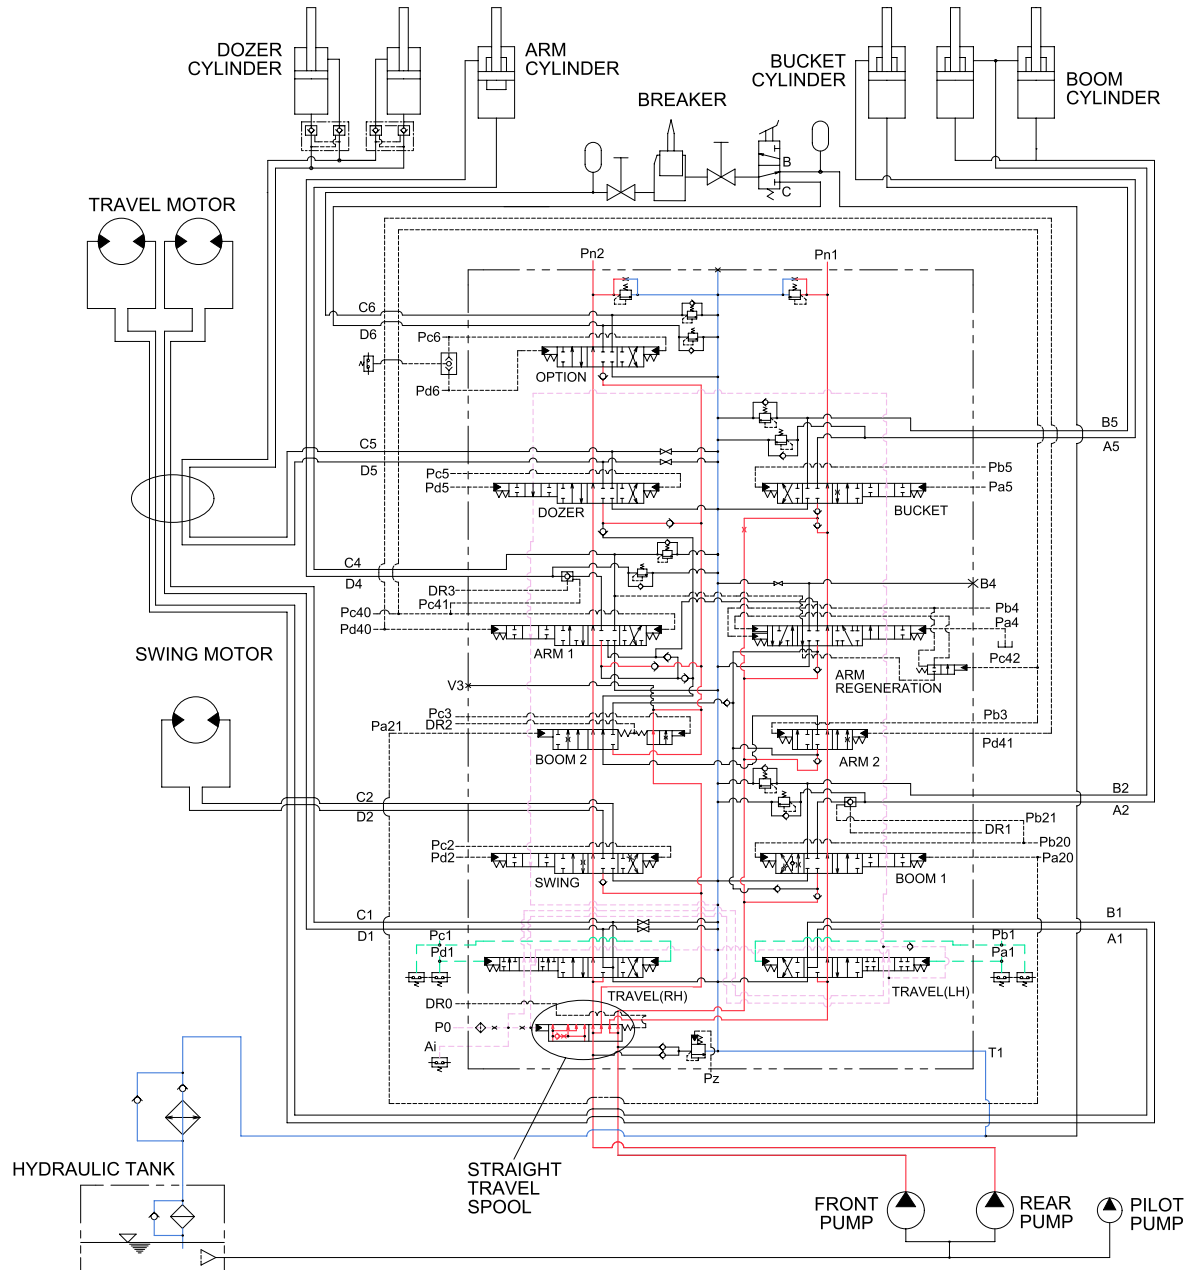 DOZER
CYLINDER
ARM
CYLINDER
BUCKET
CYLINDER
BOOM
CYLINDER
BREAKER
B
C
TRAVEL MOTOR
Pn2
Pn1
C6
D6
Pc6
Pd6
OPTION
B5
A5
C5
D5
Pc5
Pd5
DOZER
Pb5
Pa5
BUCKET
C4
D4
DR3
Pc41
Pc40
Pd40
ARM 1
B4
Pb4
Pa4
Pc42
ARM
REGENERATION
SWING MOTOR
V3
Pc3
DR2
Pa21
BOOM 2
Pb3
Pd41
ARM 2
C2
D2
B2
A2
Pb21
DR1
Pb20
Pa20
Pc2
Pd2
SWING
BOOM 1
C1
D1
B1
A1
Pc1
Pd1
Pb1
Pa1
TRAVEL(RH)
TRAVEL(LH)
DR0
P0
Ai
Pz
T1
HYDRAULIC TANK
STRAIGHT
TRAVEL
SPOOL
FRONT
PUMP
REAR
PUMP
PILOT
PUMP